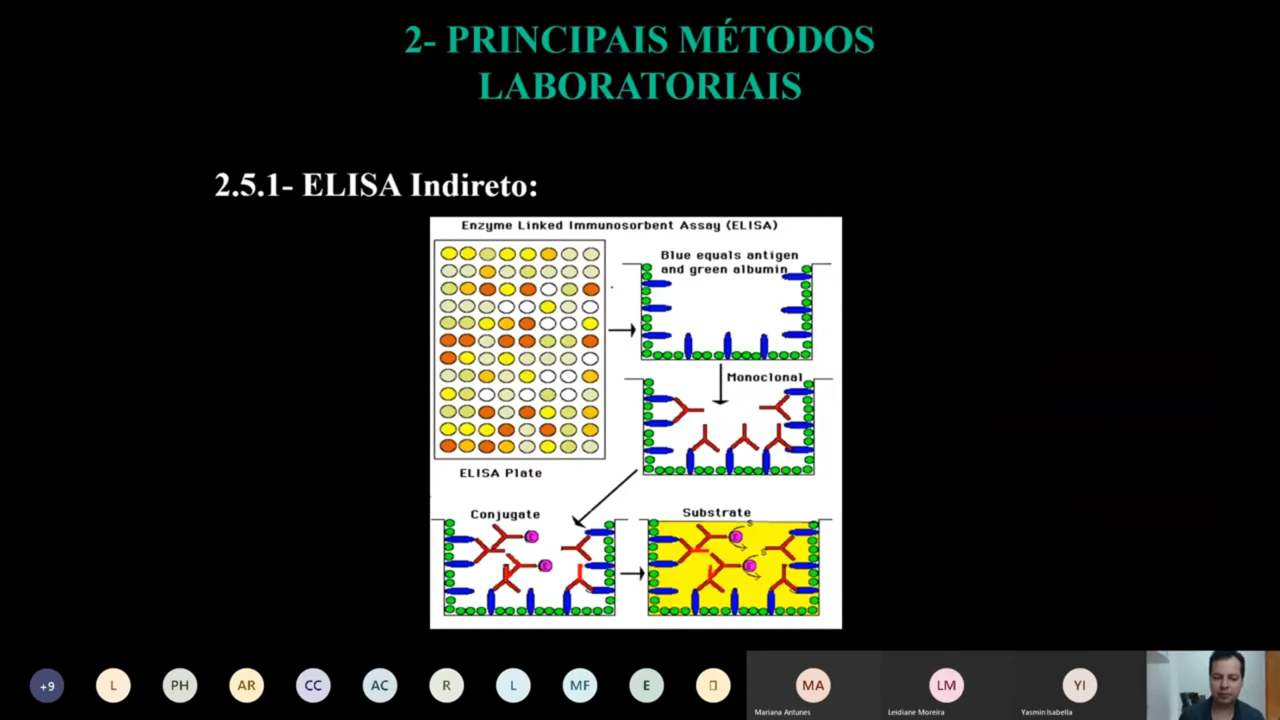 2- PRINCIPAIS MÉTODOS
LABORATORIAIS
2.5.1- ELISA Indireto:
Enzyme Linked Immunosorbent Assay (ELISA)
Blue equals antigen
and green albumin
Monoclonal
ELISA Plate
Conjugate
Substrate
S
E
S
E
E
E
+9
L
PH
AR
CC
AC
R
L
MF
E
MA
LM
YI
Mariana Antunes
Leidiane Moreira
Yasmin Isabella